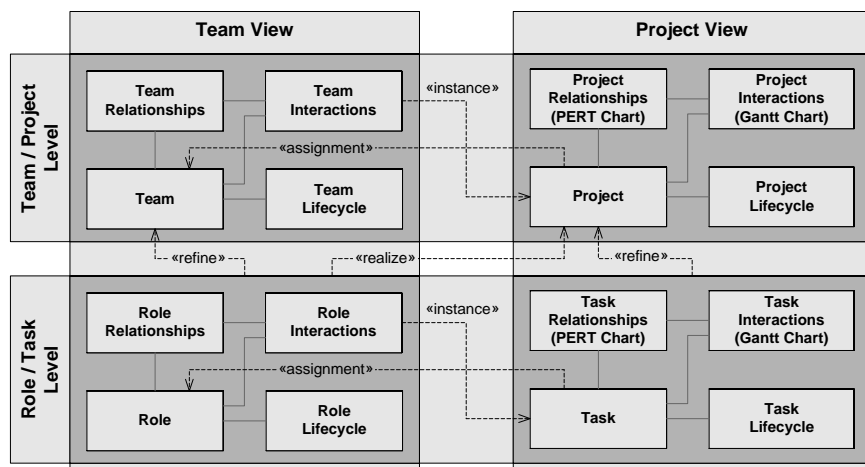 Team View
Project View
Team / Project
Level
Team
Relationships
Team
Interactions
«instance»
Project
Relationships
(PERT Chart)
Project
Interactions
(Gantt Chart)
«assignment»
Team
Team
Lifecycle
Project
Project
Lifecycle
«refine»
«realize»
«refine»
Role / Task
Level
Role
Relationships
Role
Interactions
«instance»
Task
Relationships
(PERT Chart)
Task
Interactions
(Gantt Chart)
«assignment»
Role
Role
Lifecycle
Task
Task
Lifecycle